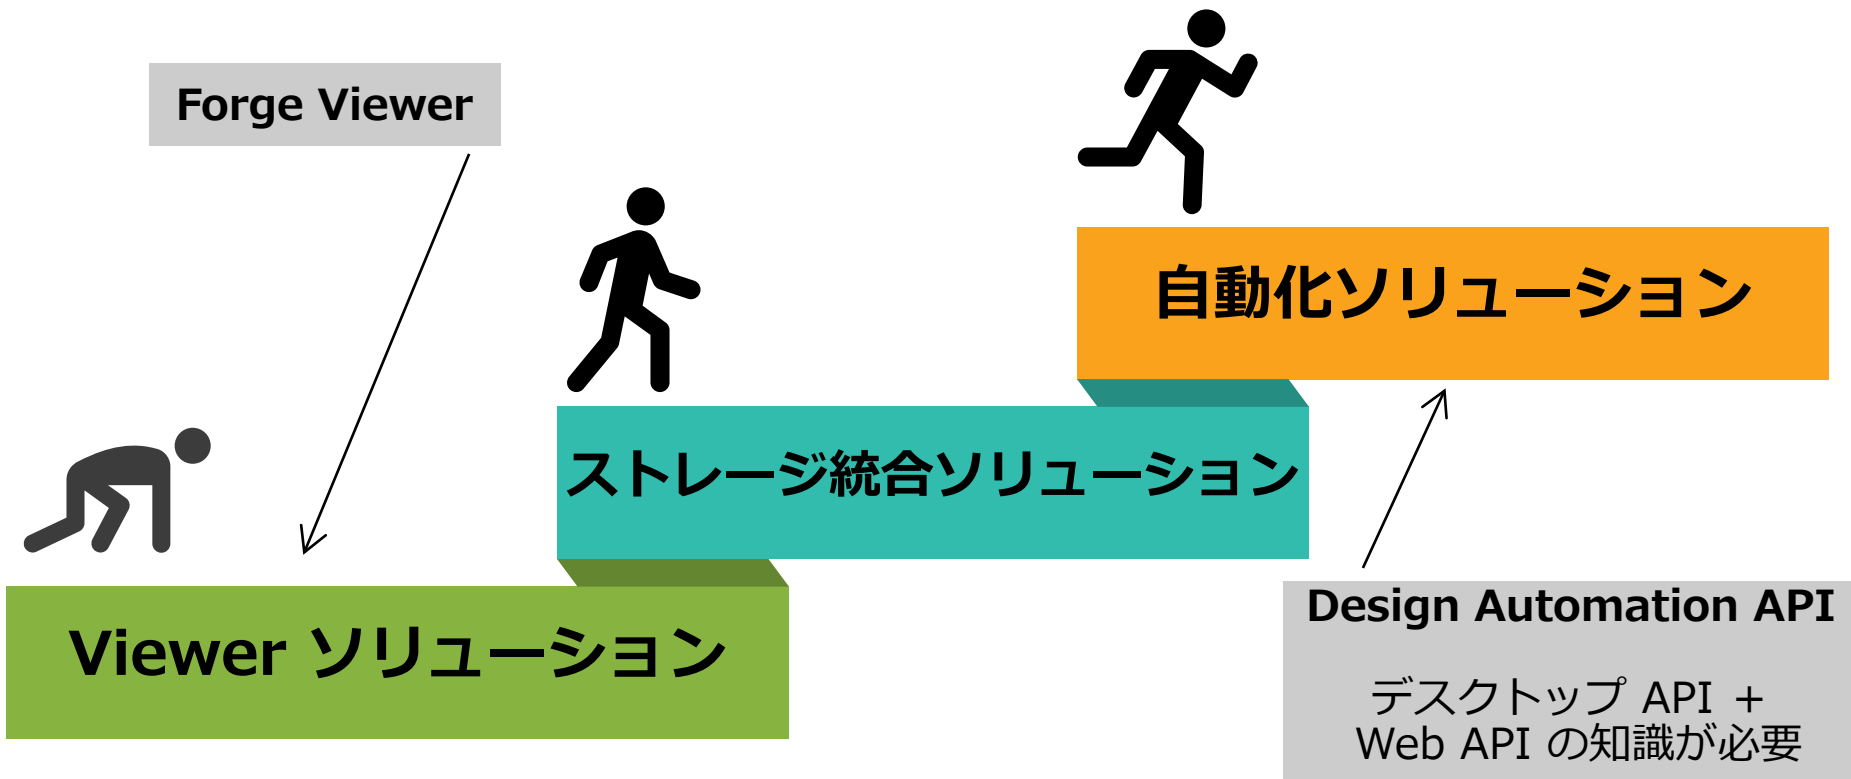 Forge Viewer
自動化ソリューション
ストレージ統合ソリューション
Viewer ソリューション
Design Automation API
デスクトップ API +
Web API の知識が必要